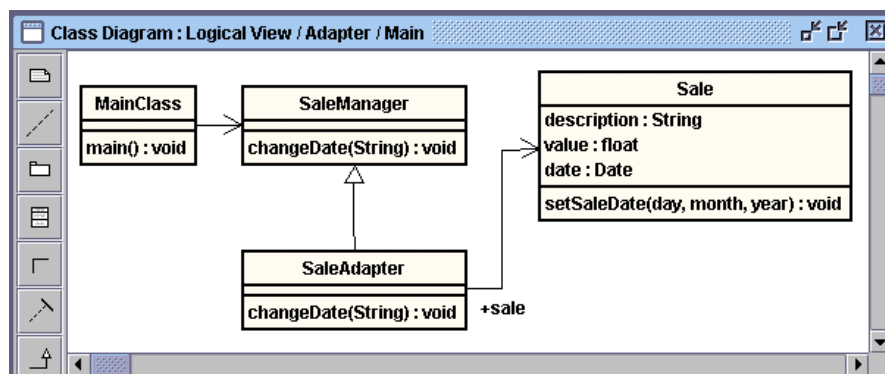 Class Diagram : Logical View / Adapter / Main
MainClass
main() : void
SaleManager
changeDate(String) : void
Sale
description : String
value : float
date : Date
setSaleDate(day, month, year) : void
SaleAdapter
changeDate(String) : void
+sale